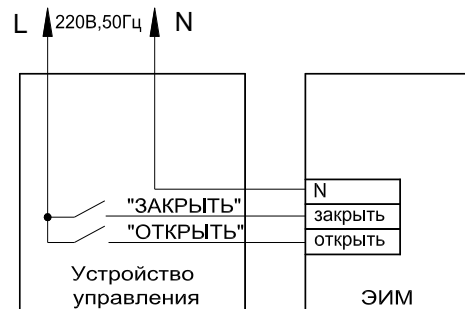 L 220В,50Гц N
N
"ЗАКРЫТЬ" закрыть
"ОТКРЫТЬ" открыть
Устройство
управления ЭИМ